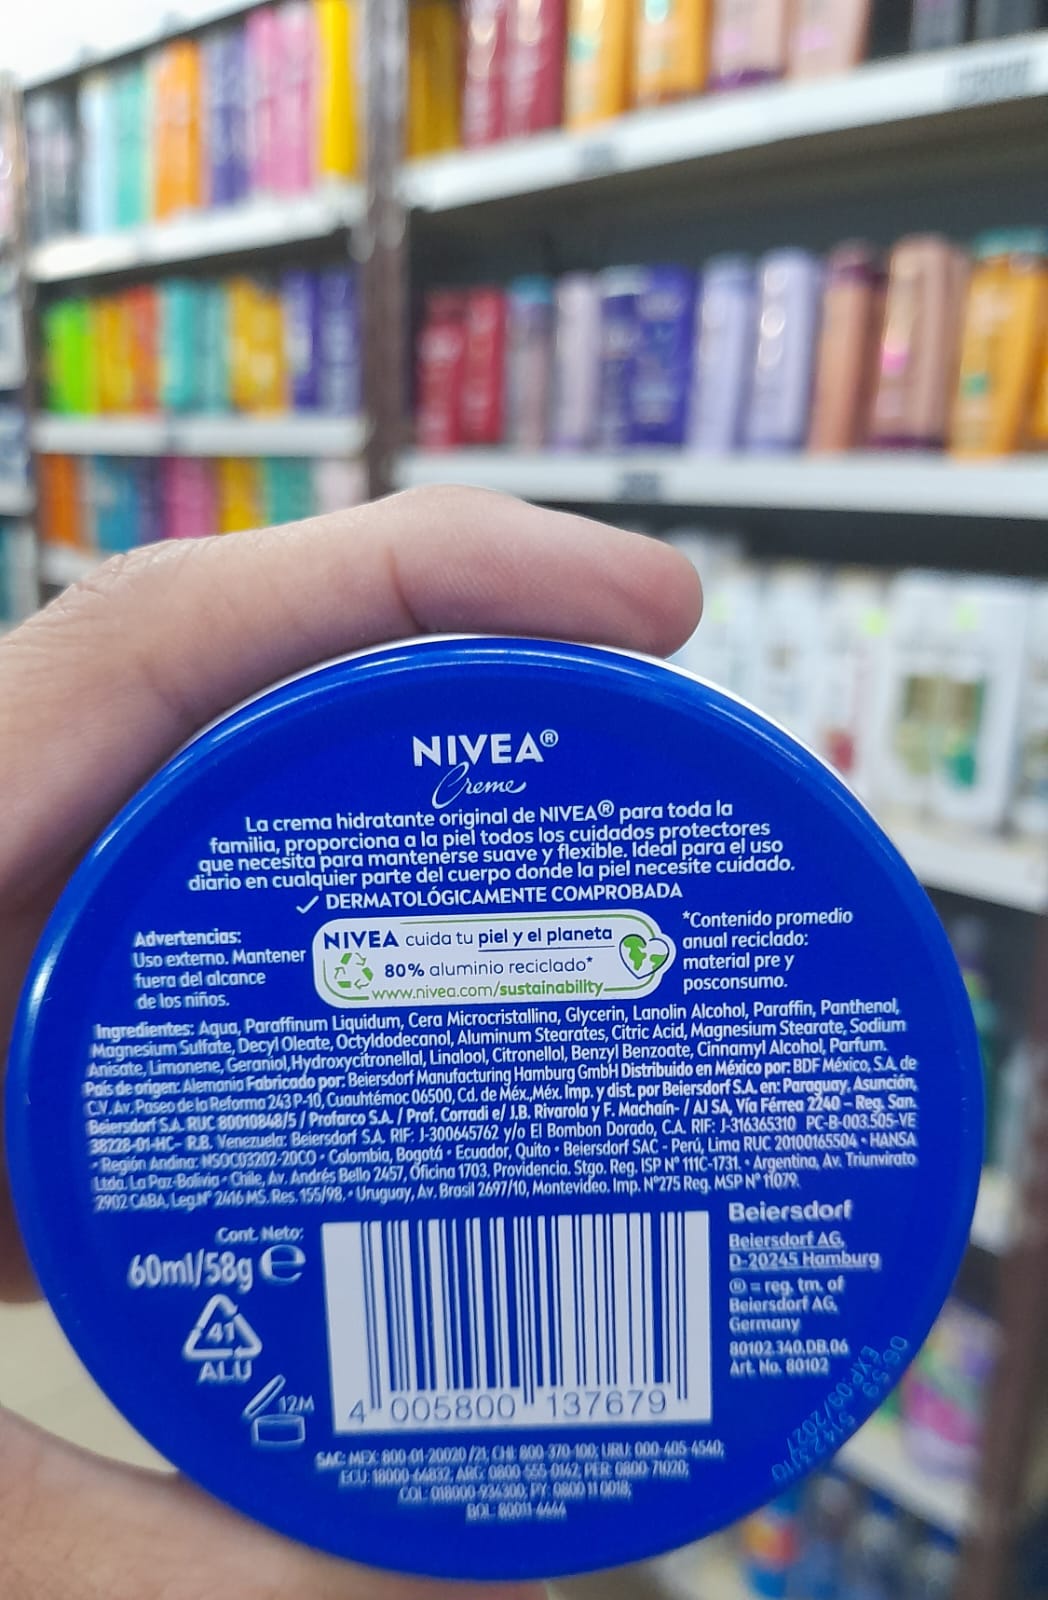 NIVEA®
Creme
La crema hidratante original de NIVEA® para toda la
familia, proporciona a la piel todos los cuidados protectores
que necesita para mantenerse suave y flexible. Ideal para el uso
diario en cualquier parte del cuerpo donde la piel necesite cuidado.
✓ DERMATOLÓGICAMENTE COMPROBADA
Advertencias:
Uso externo. Mantener
fuera del alcance
de los niños.
NIVEA cuida tu piel y el planeta
80% aluminio reciclado*
www.nivea.com/sustainability
*Contenido promedio
anual reciclado:
material pre y
posconsumo.
Ingredientes: Aqua, Paraffinum Liquidum, Cera Microcristallina, Glycerin, Lanolin Alcohol, Paraffin, Panthenol,
Magnesium Sulfate, Decyl Oleate, Octyldodecanol, Aluminum Stearates, Citric Acid, Magnesium Stearate, Sodium
Anisate, Limonene, Geraniol, Hydroxycitronellal, Linalool, Citronellol, Benzyl Benzoate, Cinnamyl Alcohol, Parfum.
País de origen: Alemania Fabricado por: Beiersdorf Manufacturing Hamburg GmbH Distribuido en México por: BDF México, S.A. de
C.V. Av. Paseo de la Reforma 243 P-10, Cuauhtémoc 06500, Cd. de Méx.,Méx. Imp. y dist. por Beiersdorf S.A. en: Paraguay, Asunción,
Beiersdorf S.A. RUC 80010848/5 / Profarco S.A. / Prof. Corradi e/ J.B. Rivarola y F. Machaín- / AJ SA, Vía Férrea 2240 – Reg. San.
38228-01-HC- R.B. Venezuela: Beiersdorf S.A. RIF: J-300645762 y/o El Bombon Dorado, C.A. RIF: J-316365310 PC-B-003.505-VE
• Región Andina: NSOC03202-20CO • Colombia, Bogotá • Ecuador, Quito • Beiersdorf SAC - Perú, Lima RUC 20100165504 • HANSA
Ltda. La Paz-Bolivia • Chile, Av. Andrés Bello 2457, Oficina 1703, Providencia. Stgo. Reg. ISP N° 111C-1731. • Argentina, Av. Triunvirato
2902 CABA, Leg.N° 2416 MS. Res. 155/98. • Uruguay, Av. Brasil 2697/10, Montevideo. Imp. N°275 Reg. MSP N° 11079.
Cont. Neto:
60ml/58g ℮
41
ALU
12M
4 005800 137679
Beiersdorf
Beiersdorf AG,
D-20245 Hamburg
® = reg. tm. of
Beiersdorf AG,
Germany
80102.340.DB.06
Art. No. 80102
EXP:09/2027
SAC: MEX: 800-01-20020 /21; CHI: 800-370-100; URU: 000-405-4540;
ECU: 18000-66832; ARG: 0800-555-0142; PER: 0800-71020;
COL: 018000-934300; PY: 0800 11 0018;
BOL: 80011-4444